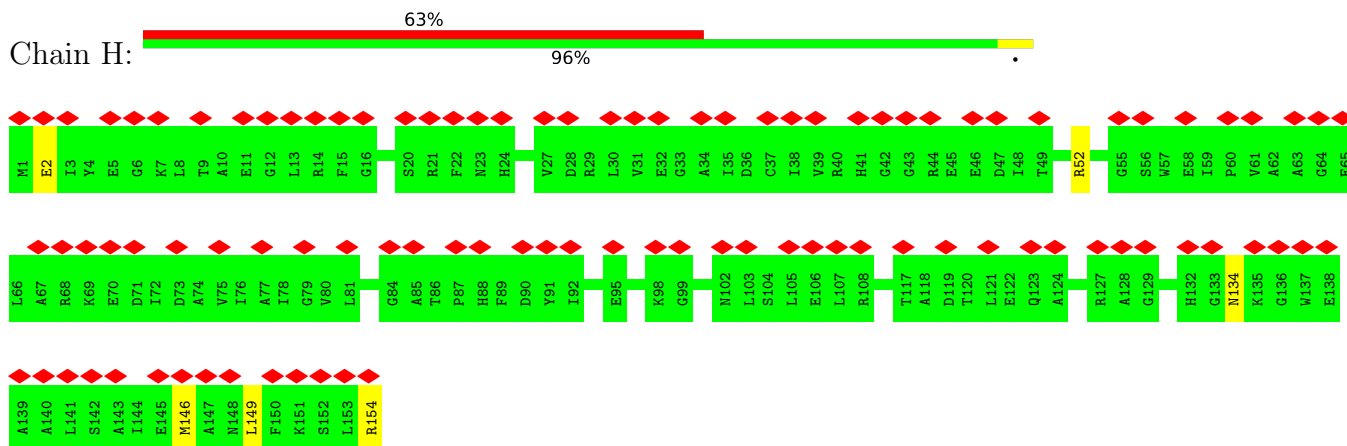 63%
Chain H:
96%
.
M1 E2 I3 Y4 E5 G6 K7 L8 T9 A10 E11 G12 L13 R14 F15 G16 S20 R21 F22 N23 H24 V27 D28 R29 L30 V31 E32 G33 A34 I35 D36 C37 I38 V39 R40 H41 G42 G43 R44 E45 E46 D47 I48 T49 R52 G55 S56 W57 E58 I59 P60 V61 A62 A63 G64 E65
L66 A67 R68 K69 E70 D71 I72 D73 A74 V75 I76 A77 I78 G79 V80 L81 G84 A85 T86 P87 H88 F89 D90 Y91 I92 E95 K98 G99 N102 L103 S104 L105 E106 L107 R108 T117 A118 D119 T120 L121 E122 Q123 A124 R127 A128 G129 H132 G133 N134 K135 G136 W137 E138
A139 A140 L141 S142 A143 I144 E145 M146 A147 N148 L149 F150 K151 S152 L153 R154